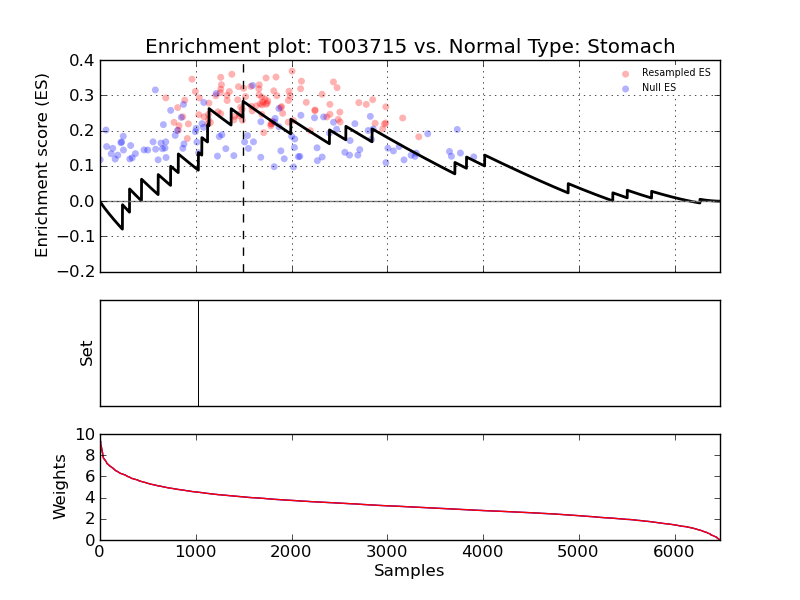 Enrichment plot: T003715 vs. Normal Type: Stomach
Enrichment score (ES)
0.4
0.3
0.2
0.1
0.0
−0.1
−0.2
Resampled ES
Null ES
Set
Weights
10
8
6
4
2
0
0 1000 2000 3000 4000 5000 6000
Samples